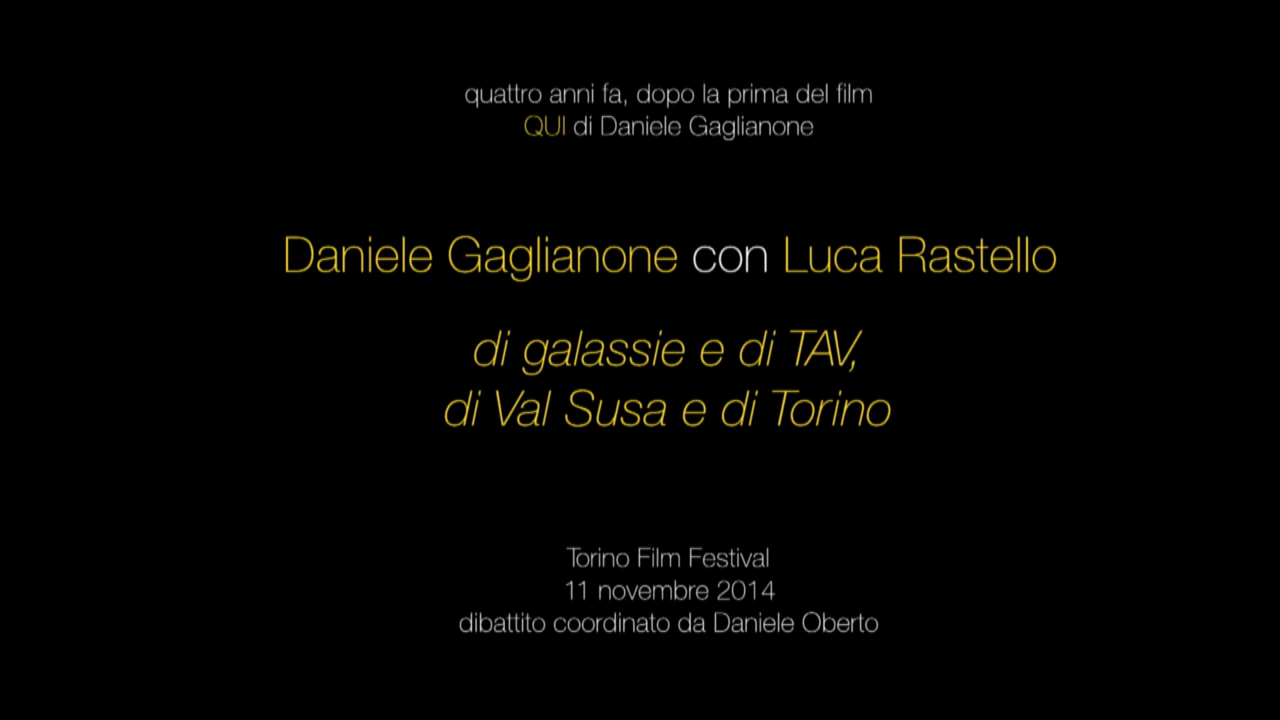 quattro anni fa, dopo la prima del film
QUI di Daniele Gaglianone
Daniele Gaglianone con Luca Rastello
di galassie e di TAV,
di Val Susa e di Torino
Torino Film Festival
11 novembre 2014
dibattito coordinato da Daniele Oberto